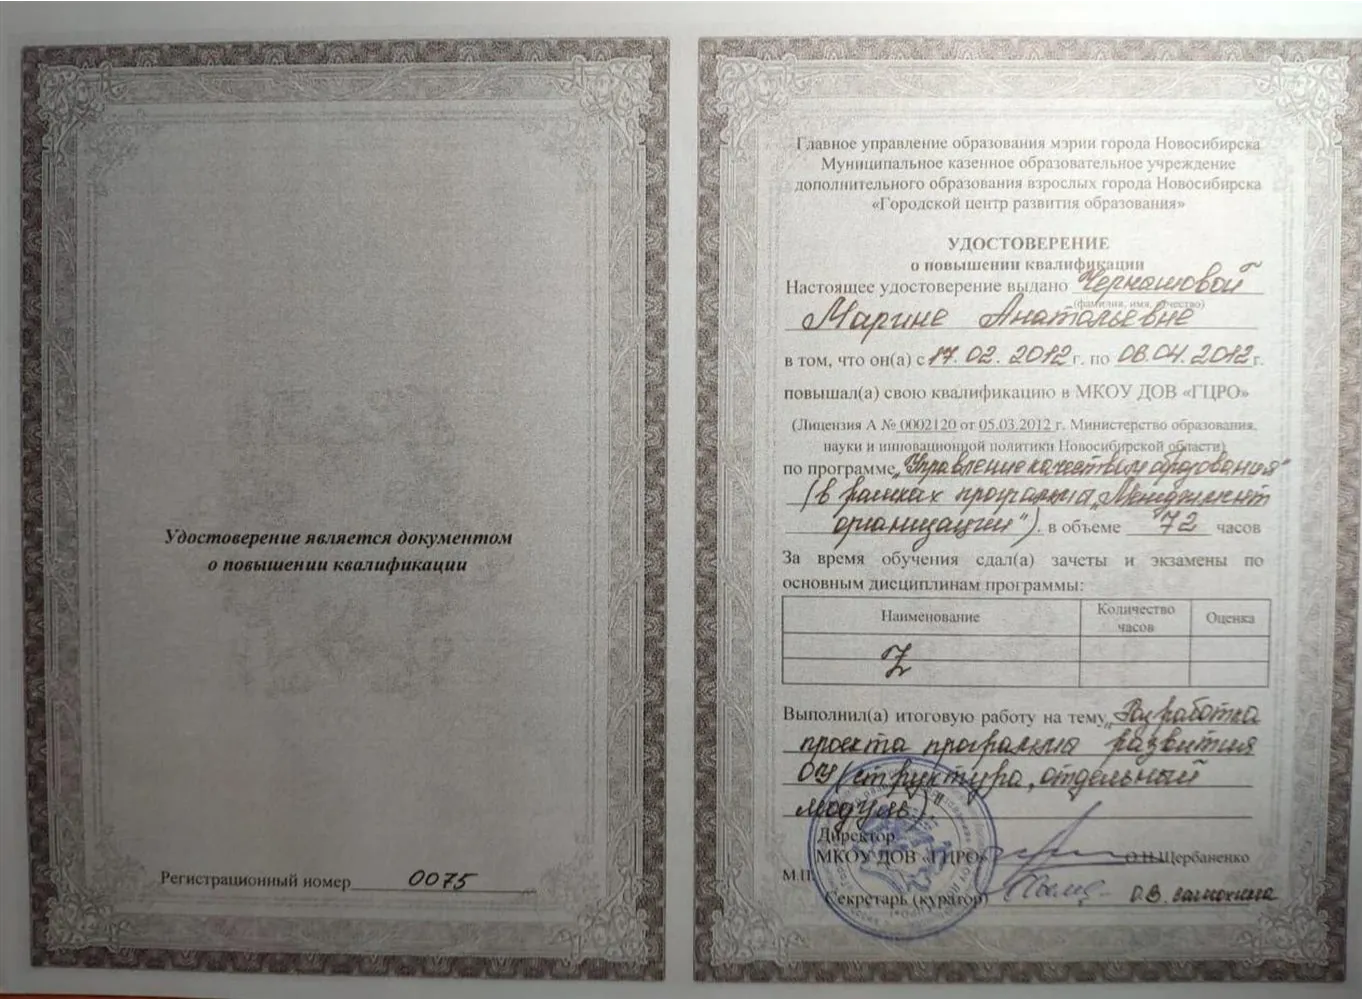 Удостоверение является документом
о повышении квалификации
Регистрационный номер 0075
Главное управление образования мэрии города Новосибирска
Муниципальное казенное образовательное учреждение
дополнительного образования взрослых города Новосибирска
«Городской центр развития образования»
УДОСТОВЕРЕНИЕ
о повышении квалификации
Настоящее удостоверение выдано Чермашовой
(фамилия, имя, отчество)
Марине Анатольевне
в том, что он(а) с 17.02.2012 г. по 08.04.2012 г.
повышал(а) свою квалификацию в МКОУ ДОВ «ГЦРО»
(Лицензия А № 0002120 от 05.03.2012 г. Министерство образования,
науки и инновационной политики Новосибирской области)
по программе „Управление качеством образования"
(в рамках программы „Менеджмент
организации"). в объеме 72 часов
За время обучения сдал(а) зачеты и экзамены по
основным дисциплинам программы:
Наименование Количество часов Оценка
Z
Выполнил(а) итоговую работу на тему „Разработка
проекта программы развития
ОУ (структура, отдельный
модуль)"
Директор
МКОУ ДОВ «ГЦРО» О.Н.Щербаненко
М.П.
Секретарь (куратор) О.В.